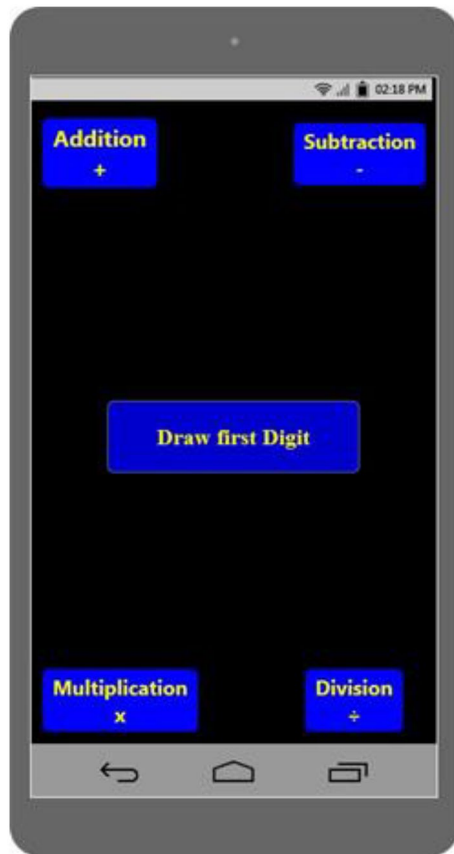 02:18 PM
Addition
+
Subtraction
-
Draw first Digit
Multiplication
x
Division
÷